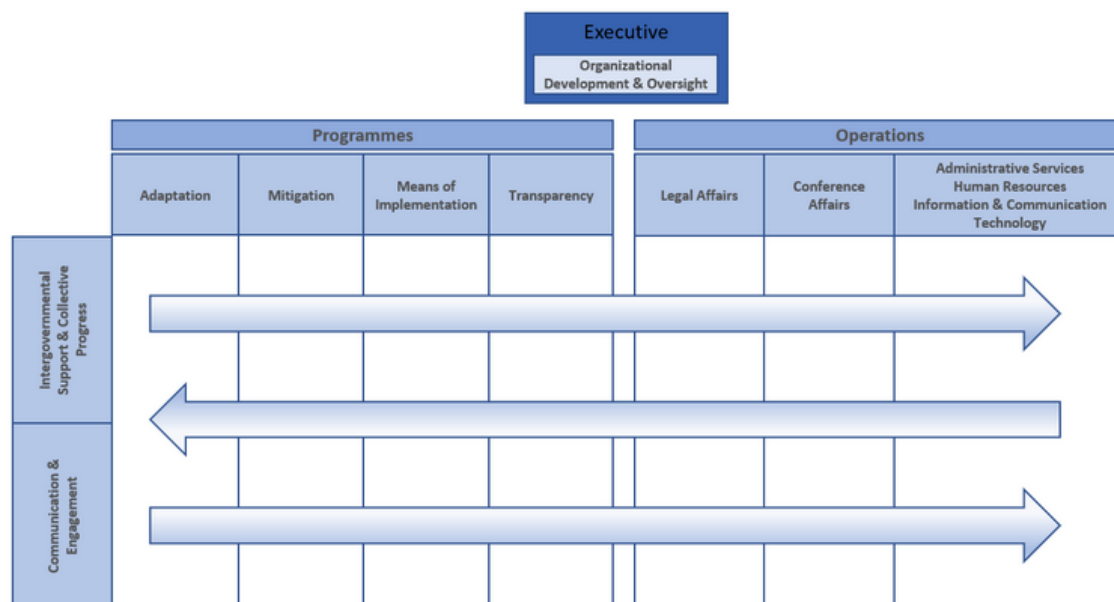 Executive
Organizational
Development & Oversight
Programmes
Operations
Adaptation
Mitigation
Means of
Implementation
Transparency
Legal Affairs
Conference
Affairs
Administrative Services
Human Resources
Information & Communication
Technology
Intergovernmental
Support & Collective
Progress
Communication &
Engagement